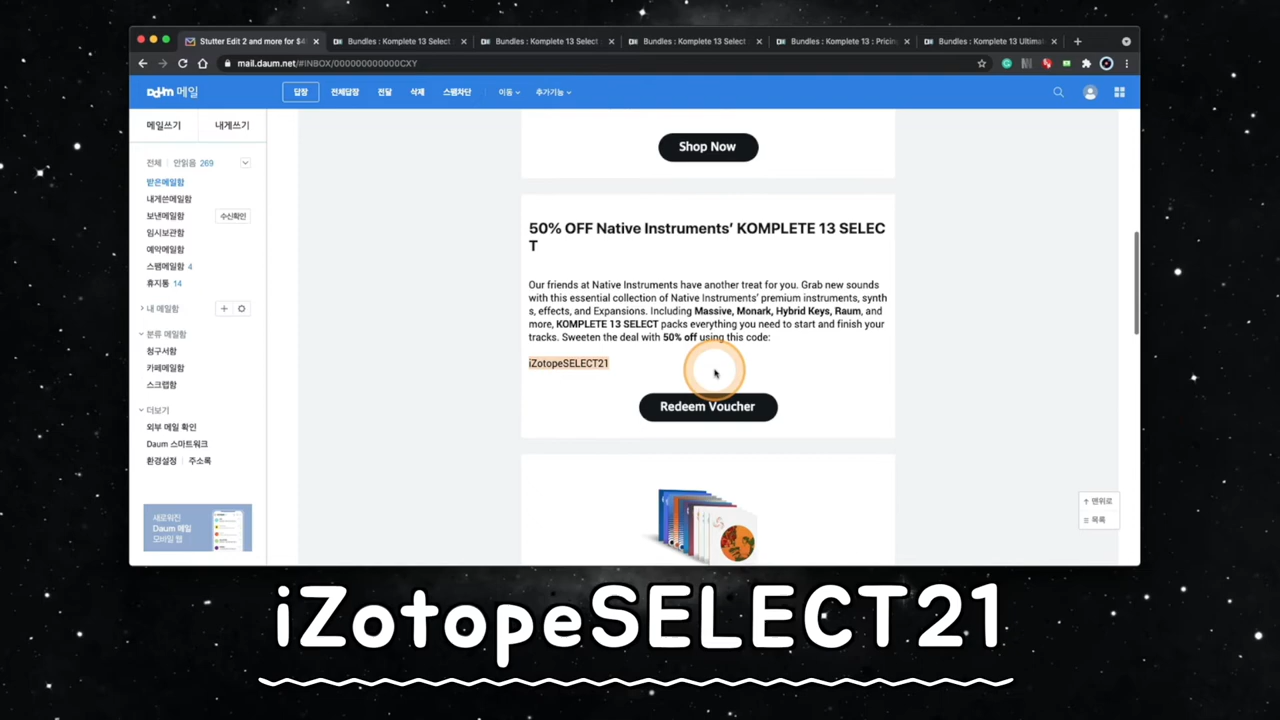 Stutter Edit 2 and more for $4
Bundles : Komplete 13 Select
Bundles : Komplete 13 Select
Bundles : Komplete 13 Select
Bundles : Komplete 13 : Pricing
Bundles : Komplete 13 Ultimat
mail.daum.net/#INBOX/000000000000CXY
Daum 메일
답장
전체답장
전달
삭제
스팸차단
이동
추가기능
메일쓰기
내게쓰기
전체
안읽음 269
받은메일함
내게쓴메일함
보낸메일함
수신확인
임시보관함
예약메일함
스팸메일함 4
휴지통 14
내 메일함
분류 메일함
청구서함
카페메일함
스크랩함
더보기
외부 메일 확인
Daum 스마트워크
환경설정
주소록
새로워진
Daum 메일
모바일 웹
Shop Now
50% OFF Native Instruments’ KOMPLETE 13 SELEC
T
Our friends at Native Instruments have another treat for you. Grab new sounds
with this essential collection of Native Instruments’ premium instruments, synth
s, effects, and Expansions. Including Massive, Monark, Hybrid Keys, Raum, and
more, KOMPLETE 13 SELECT packs everything you need to start and finish your
tracks. Sweeten the deal with 50% off using this code:
iZotopeSELECT21
Redeem Voucher
맨위로
목록
iZotopeSELECT21